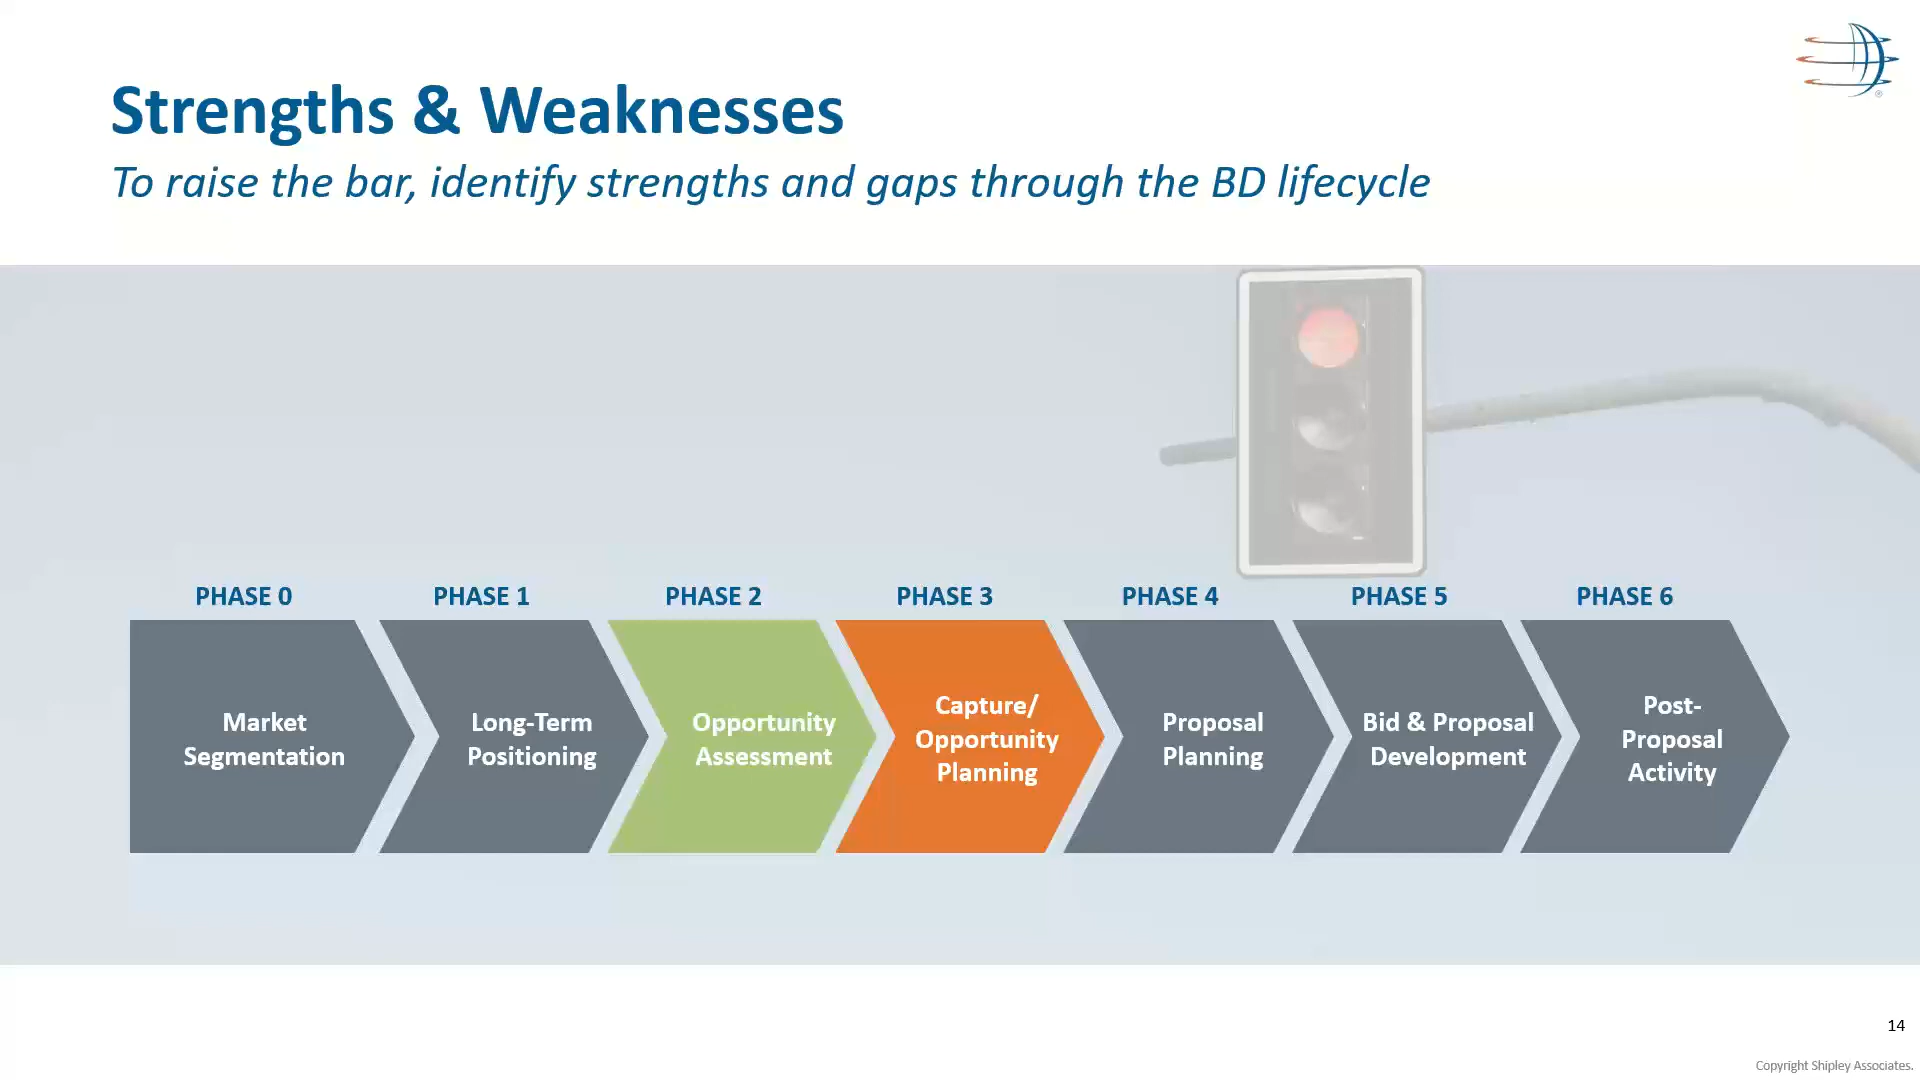 Strengths & Weaknesses
To raise the bar, identify strengths and gaps through the BD lifecycle
®
PHASE 0
PHASE 1
PHASE 2
PHASE 3
PHASE 4
PHASE 5
PHASE 6
Market
Segmentation
Long-Term
Positioning
Opportunity
Assessment
Capture/
Opportunity
Planning
Proposal
Planning
Bid & Proposal
Development
Post-
Proposal
Activity
14
Copyright Shipley Associates.